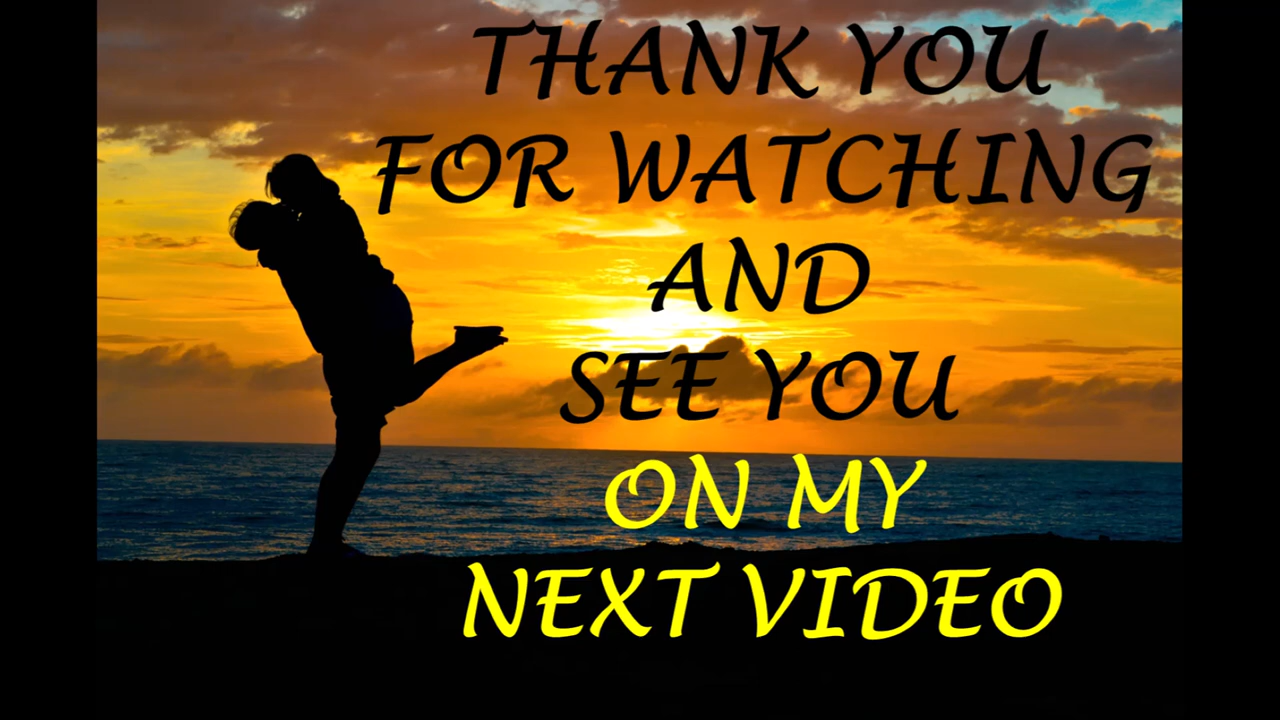 THANK YOU
FOR WATCHING
AND
SEE YOU
ON MY
NEXT VIDEO